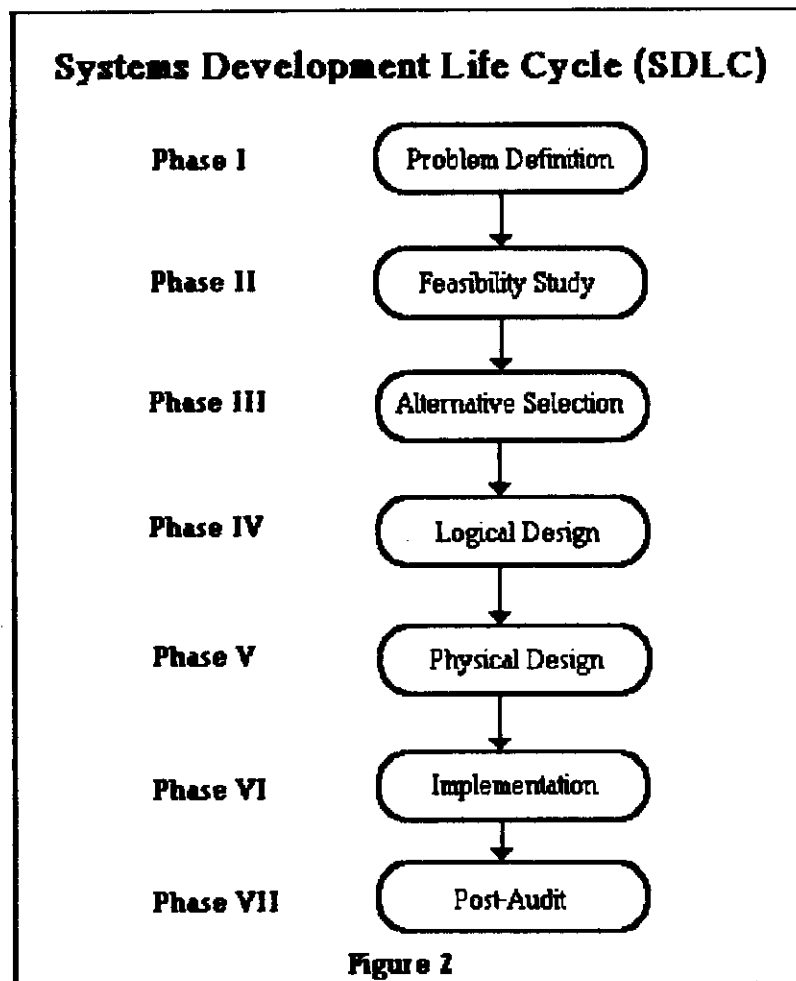 Systems Development Life Cycle (SDLC)
Phase I Problem Definition
Phase II Feasibility Study
Phase III Alternative Selection
Phase IV Logical Design
Phase V Physical Design
Phase VI Implementation
Phase VII Post-Audit
Figure 2